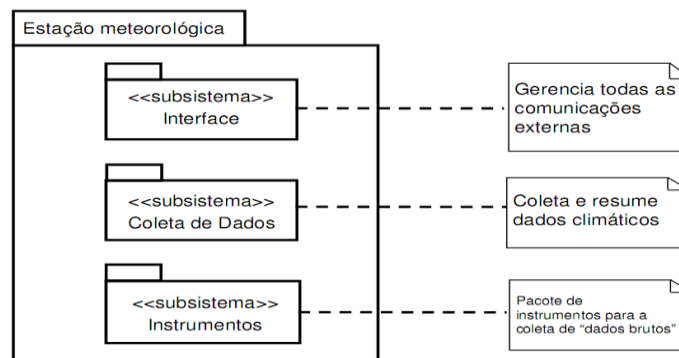 Estação meteorológica
<<subsistema>>
Interface
Gerencia todas as
comunicações
externas
<<subsistema>>
Coleta de Dados
Coleta e resume
dados climáticos
<<subsistema>>
Instrumentos
Pacote de
instrumentos para a
coleta de “dados brutos”